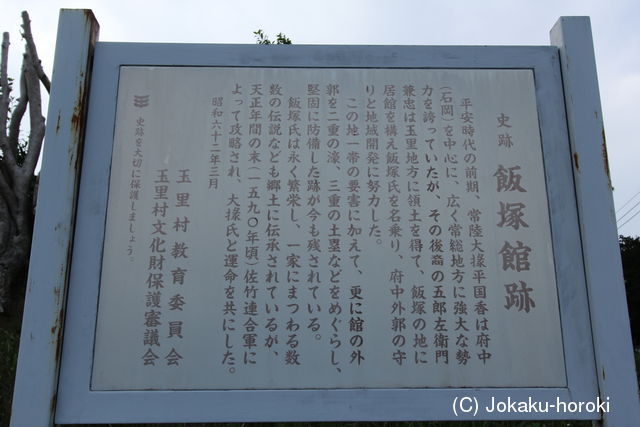 史跡 飯塚館跡
平安時代の前期、常陸大掾平国香は府中
(石岡)を中心に、広く常総地方に強大な勢
力を誇っていたが、その後裔の五郎左衛門
兼忠は玉里地方に領土を得て、飯塚の地に
居館を構え飯塚氏を名乗り、府中外郭の守
りと地域開発に努力した。
この地一帯の要害に加えて、更に館の外
郭を二重の濠、三重の土塁などをめぐらし、
堅固に防備した跡が今も残されている。
飯塚氏は永く繁栄し、一家にまつわる数
数の伝説なども郷土に伝承されているが、
天正年間の末(一五九〇年頃)佐竹連合軍に
よって攻略され、大掾氏と運命を共にした。
昭和六十二年三月
玉里村教育委員会
玉里村文化財保護審議会
史跡を大切に保護しましょう。
(C) Jokaku-horoki